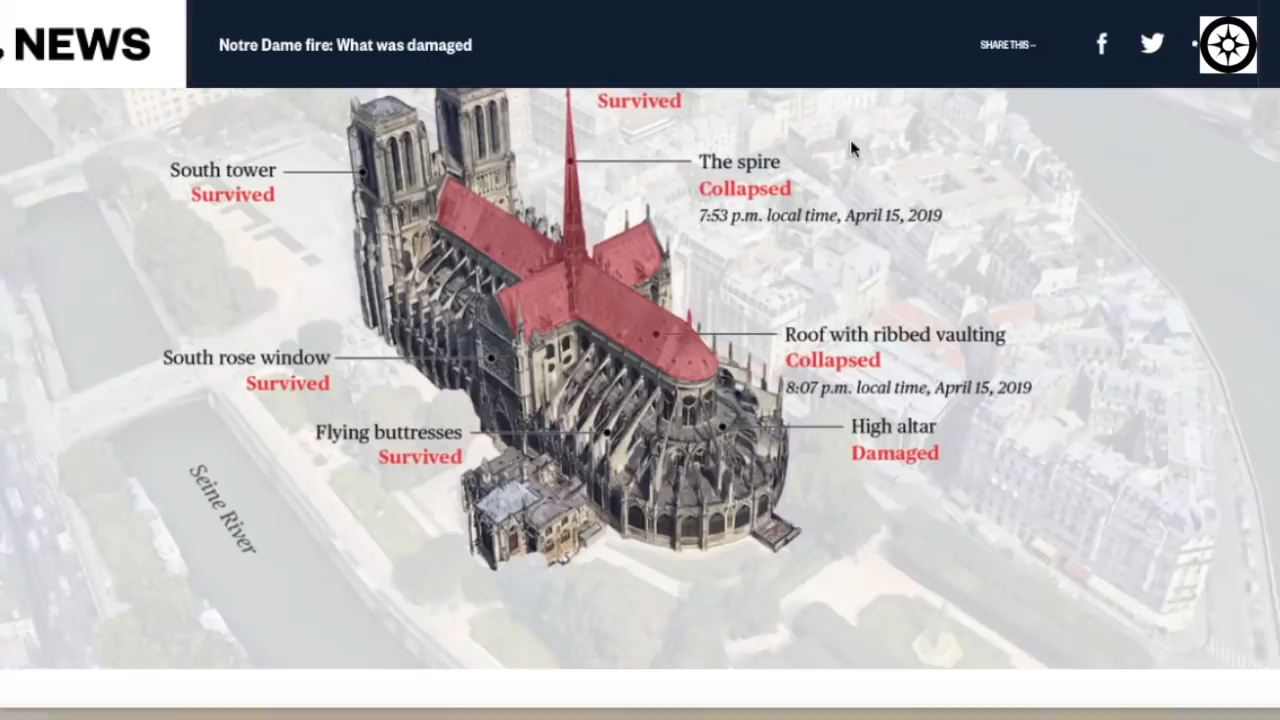 NEWS
Notre Dame fire: What was damaged
SHARE THIS —
Survived
South tower
Survived
The spire
Collapsed
7:53 p.m. local time, April 15, 2019
Roof with ribbed vaulting
Collapsed
8:07 p.m. local time, April 15, 2019
South rose window
Survived
Flying buttresses
Survived
High altar
Damaged
Seine River